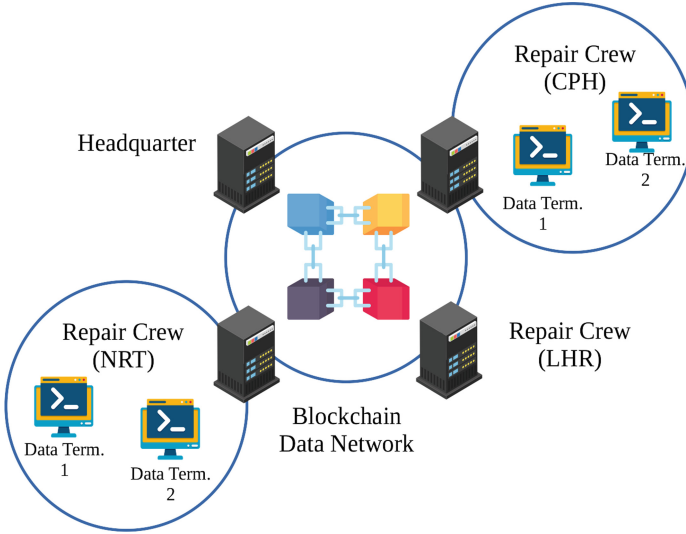 Repair Crew
(CPH)
Data Term.
2
Data Term.
1
Headquarter
Repair Crew
(NRT)
Data Term.
1
Data Term.
2
Repair Crew
(LHR)
Blockchain
Data Network